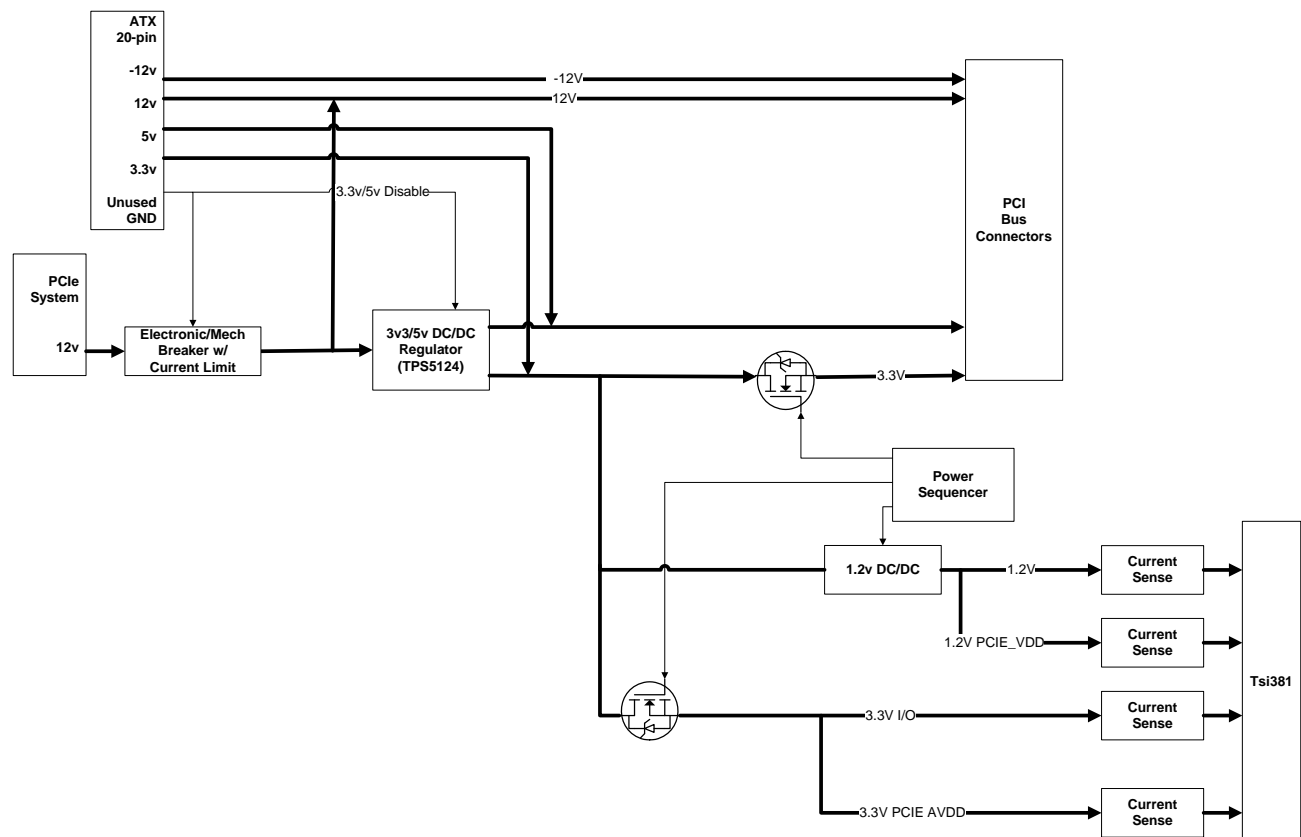 ATX
20-pin
-12v
12v
5v
3.3v
Unused
GND
-12V
12V
3.3v/5v Disable
PCI
Bus
Connectors
PCIe
System
12v
Electronic/Mech
Breaker w/
Current Limit
3v3/5v DC/DC
Regulator
(TPS5124)
3.3V
Power
Sequencer
1.2v DC/DC
1.2V
Current
Sense
1.2V PCIE_VDD
Current
Sense
Tsi381
3.3V I/O
Current
Sense
3.3V PCIE AVDD
Current
Sense